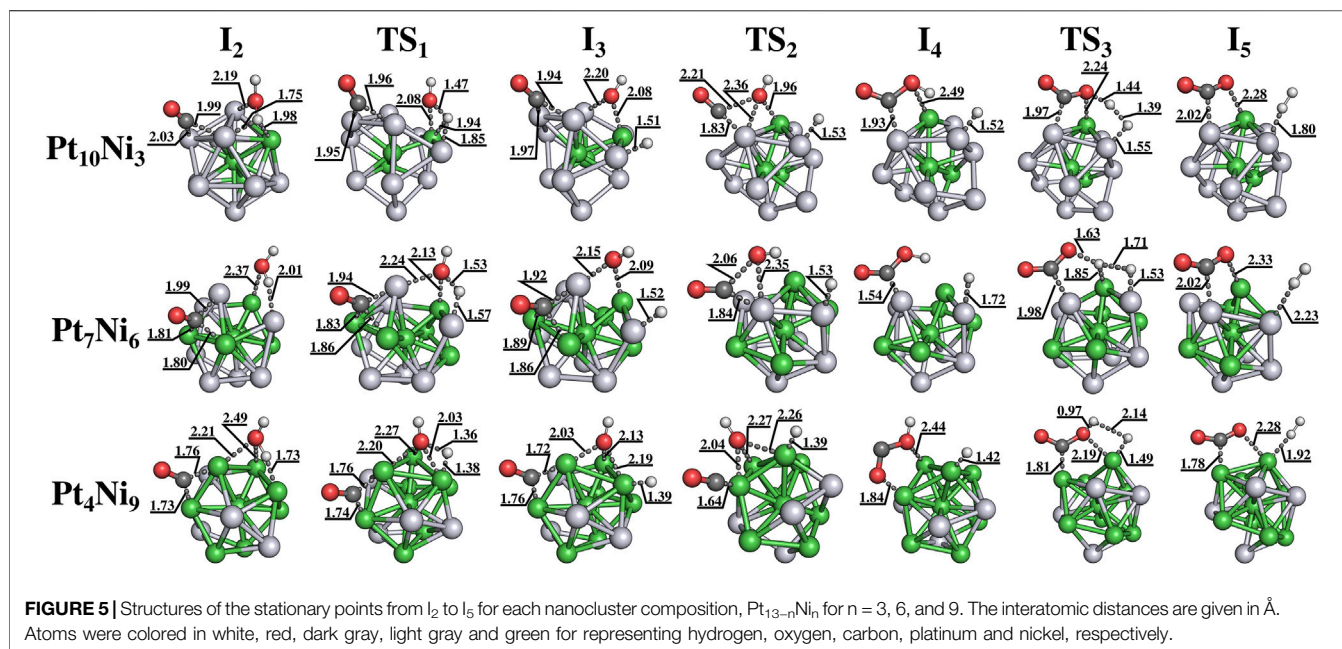 I₂ TS₁ I₃ TS₂ I₄ TS₃ I₅
Pt₁₀Ni₃
2.19 1.75 1.99 1.98 2.03
1.96 1.47 2.08 1.94 1.85 1.95
1.94 2.20 2.08 1.51 1.97
2.21 2.36 1.96 1.83 1.53
2.49 1.93 1.52
2.24 1.44 1.97 1.39 1.55
2.28 2.02 1.80
Pt₇Ni₆
2.37 2.01 1.99 1.81 1.80
2.13 2.24 1.53 1.94 1.83 1.57 1.86
2.15 1.92 2.09 1.52 1.89 1.86
2.06 2.35 1.53 1.84
1.54 1.72
1.63 1.71 1.85 1.53 1.98
2.33 2.02 2.23
Pt₄Ni₉
2.49 2.21 1.76 1.73 1.73
2.03 2.27 1.36 2.20 1.76 1.38 1.74
2.03 1.72 2.13 2.19 1.76 1.39
2.26 2.27 2.04 1.39 1.64
2.44 1.42 1.84
0.97 2.14 1.81 2.19 1.49
2.28 1.78 1.92
FIGURE 5 | Structures of the stationary points from I₂ to I₅ for each nanocluster composition, Pt₁₃₋ₙNiₙ for n = 3, 6, and 9. The interatomic distances are given in Å.
Atoms were colored in white, red, dark gray, light gray and green for representing hydrogen, oxygen, carbon, platinum and nickel, respectively.